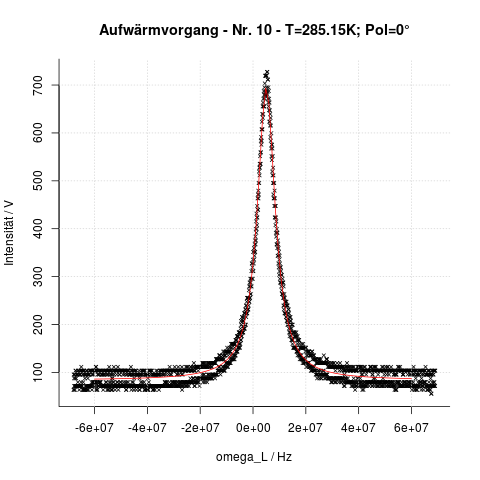 Aufwärmvorgang - Nr. 10 - T=285.15K; Pol=0°
Intensität / V
700
600
500
400
300
200
100
-6e+07 -4e+07 -2e+07 0e+00 2e+07 4e+07 6e+07
omega_L / Hz